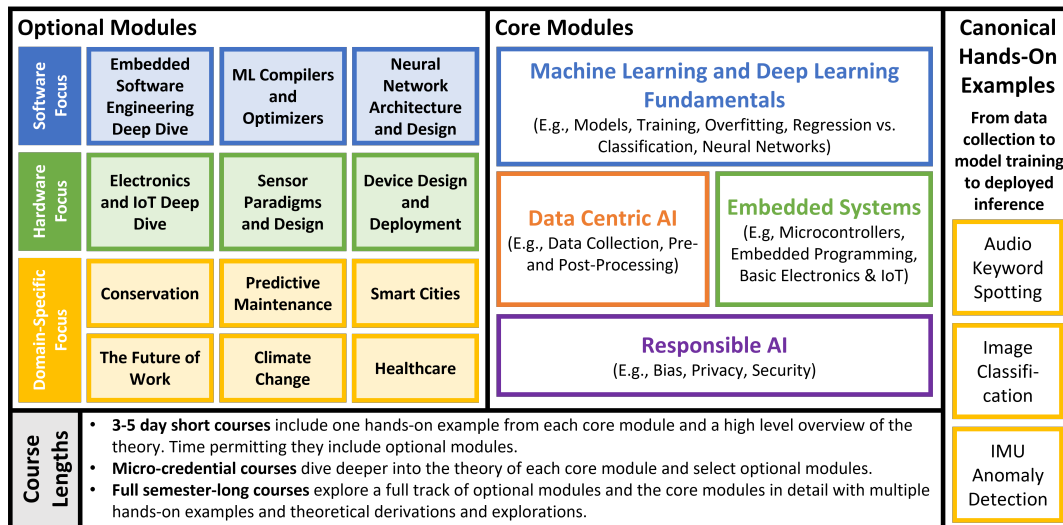 Optional Modules
Software
Focus
Embedded
Software
Engineering
Deep Dive
ML Compilers
and
Optimizers
Neural
Network
Architecture
and Design
Hardware
Focus
Electronics
and IoT Deep
Dive
Sensor
Paradigms
and Design
Device Design
and
Deployment
Domain-Specific
Focus
Conservation
Predictive
Maintenance
Smart Cities
The Future of
Work
Climate
Change
Healthcare
Core Modules
Machine Learning and Deep Learning
Fundamentals
(E.g., Models, Training, Overfitting, Regression vs.
Classification, Neural Networks)
Data Centric AI
(E.g., Data Collection, Pre-
and Post-Processing)
Embedded Systems
(E.g, Microcontrollers,
Embedded Programming,
Basic Electronics & IoT)
Responsible AI
(E.g., Bias, Privacy, Security)
Canonical
Hands-On
Examples
From data
collection to
model training
to deployed
inference
Audio
Keyword
Spotting
Image
Classifi-
cation
IMU
Anomaly
Detection
Course
Lengths
• 3-5 day short courses include one hands-on example from each core module and a high level overview of
the theory. Time permitting they include optional modules.
• Micro-credential courses dive deeper into the theory of each core module and select optional modules.
• Full semester-long courses explore a full track of optional modules and the core modules in detail with multiple
hands-on examples and theoretical derivations and explorations.